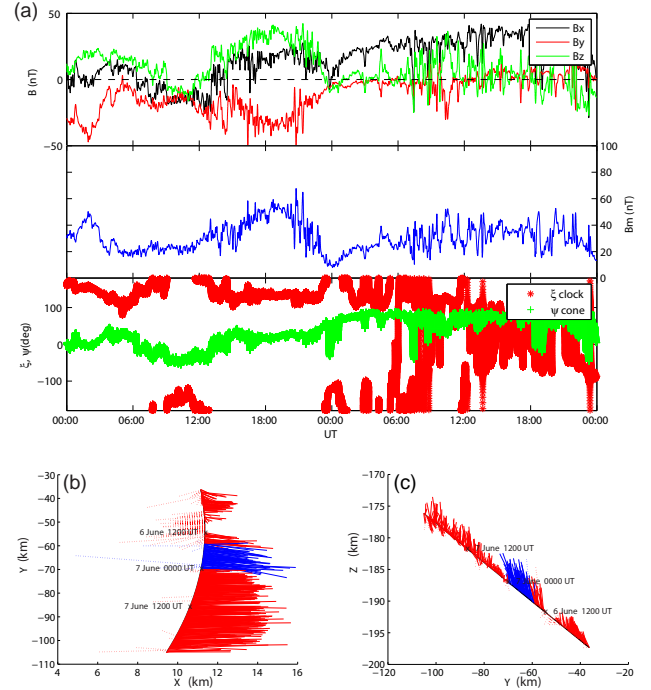 (a)
50
0
−50
B (nT)
Bx
By
Bz
100
80
60
40
20
0
Bm (nT)
100
0
−100
ξ, ψ(deg)
ξ clock
ψ cone
00:00 06:00 12:00 18:00 00:00 06:00 12:00 18:00 00:00
UT
(b)
−30
−40
−50
−60
−70
−80
−90
−100
−110
Y (km)
6 June 1200 UT
7 June 0000 UT
7 June 1200 UT
4 6 8 10 12 14 16
X (km)
(c)
−170
−175
−180
−185
−190
−195
−200
Z (km)
7 June 1200 UT
7 June 0000 UT
6 June 1200 UT
−120 −100 −80 −60 −40 −20
Y (km)